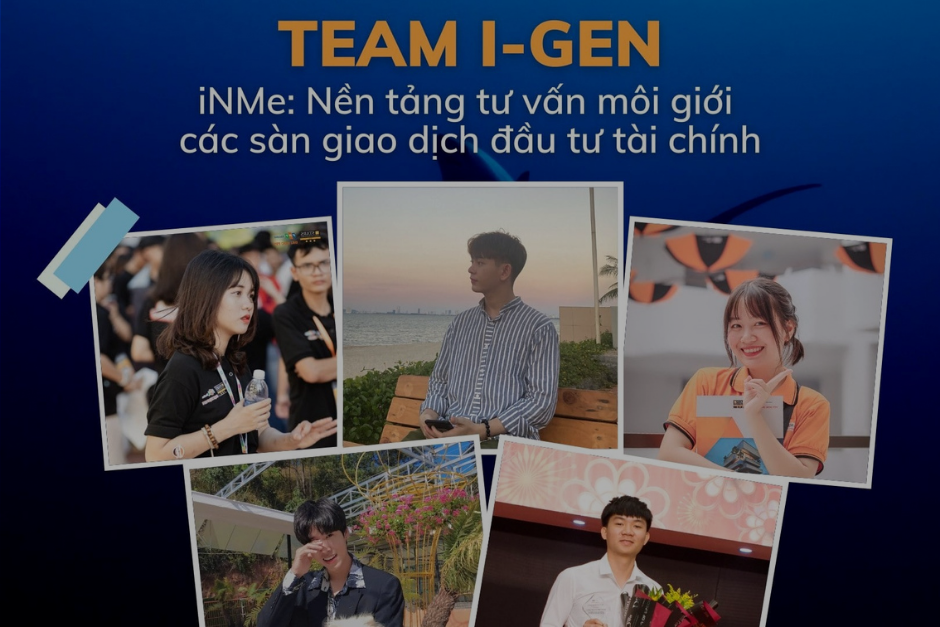 TEAM I-GEN
iNMe: Nền tảng tư vấn môi giới
các sàn giao dịch đầu tư tài chính